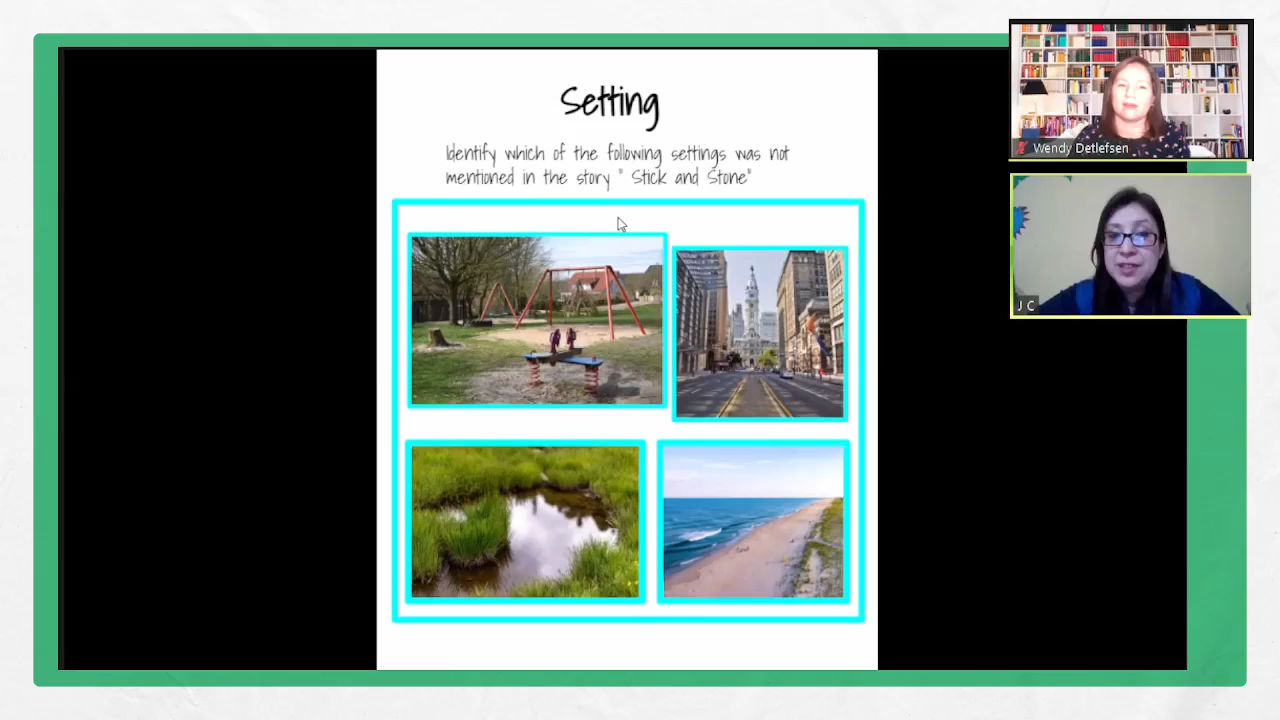 Setting
Identify which of the following settings was not
mentioned in the story " Stick and Stone"
Wendy Detlefsen
J C